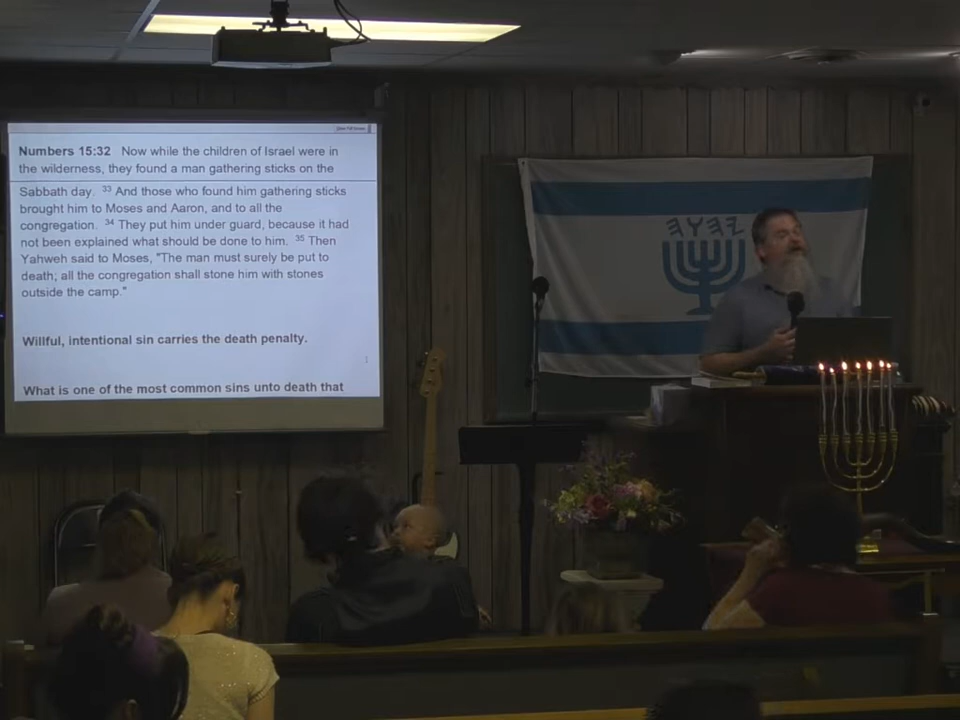 Numbers 15:32 Now while the children of Israel were in
the wilderness, they found a man gathering sticks on the
Sabbath day. ³³ And those who found him gathering sticks
brought him to Moses and Aaron, and to all the
congregation. ³⁴ They put him under guard, because it had
not been explained what should be done to him. ³⁵ Then
Yahweh said to Moses, "The man must surely be put to
death; all the congregation shall stone him with stones
outside the camp."
Willful, intentional sin carries the death penalty.
What is one of the most common sins unto death that
𐤉𐤄𐤅𐤄